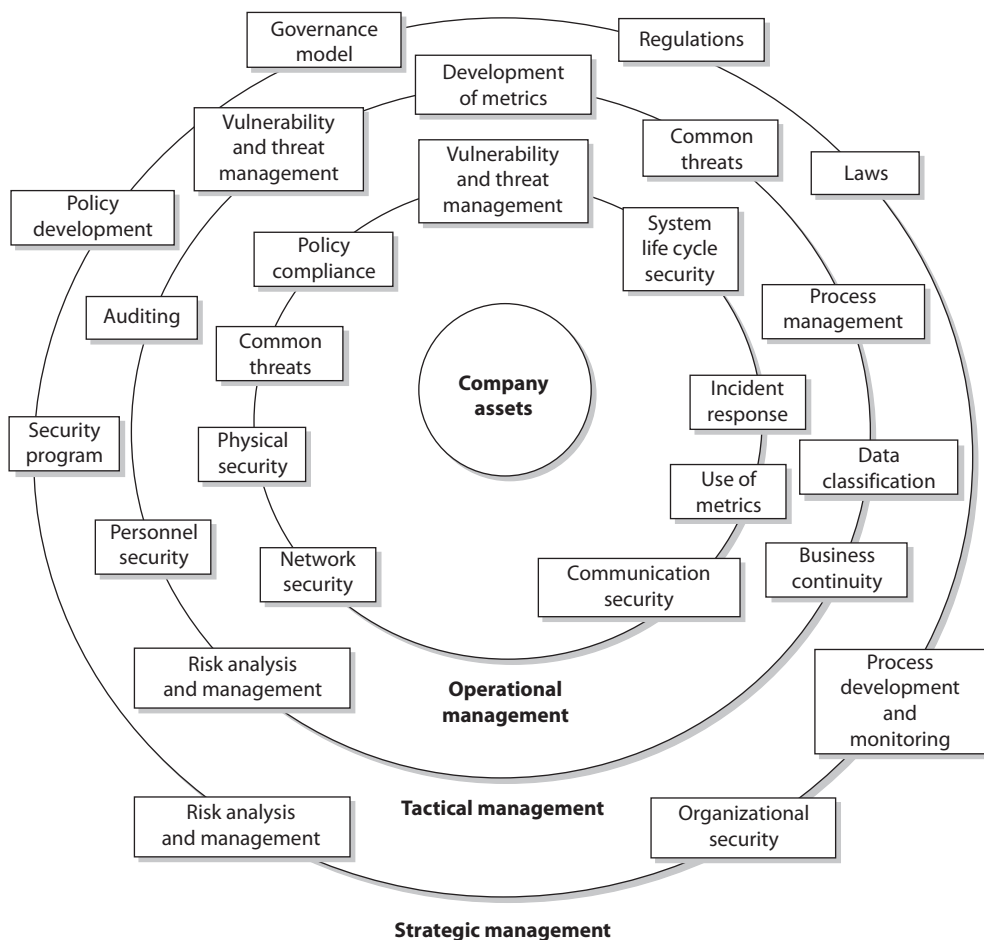 Governance
model
Regulations
Development
of metrics
Vulnerability
and threat
management
Common
threats
Vulnerability
and threat
management
Laws
Policy
development
System
life cycle
security
Policy
compliance
Auditing
Process
management
Common
threats
Company
assets
Incident
response
Security
program
Physical
security
Data
classification
Use of
metrics
Personnel
security
Network
security
Communication
security
Business
continuity
Risk analysis
and management
Operational
management
Process
development
and
monitoring
Tactical management
Risk analysis
and management
Organizational
security
Strategic management